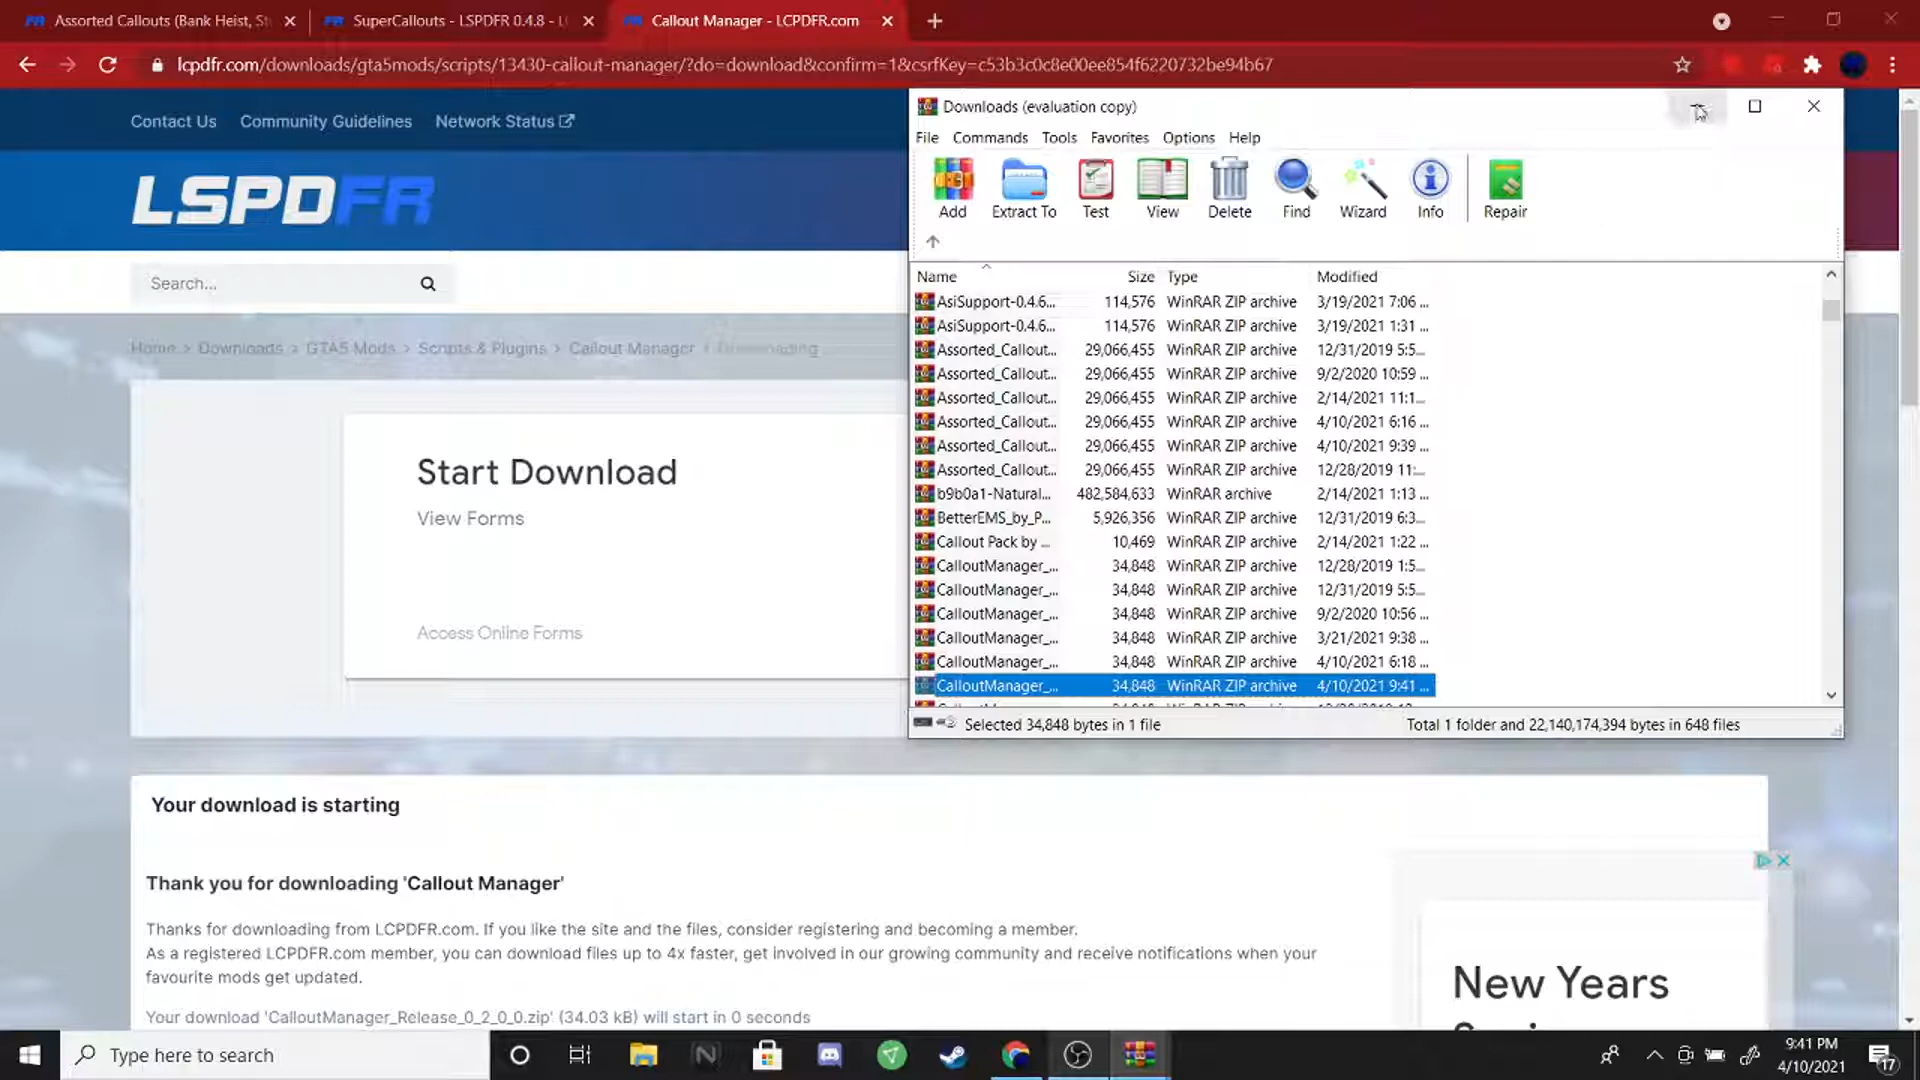 Assorted Callouts (Bank Heist, St
SuperCallouts - LSPDFR 0.4.8 - L
Callout Manager - LCPDFR.com
lcpdfr.com/downloads/gta5mods/scripts/13430-callout-manager/?do=download&confirm=1&csrfKey=c53b3c0c8e00ee854f6220732be94b67
Contact Us Community Guidelines Network Status
LSPDFR
Search...
Home > Downloads > GTA5 Mods > Scripts & Plugins > Callout Manager > Downloading
Start Download
View Forms
Access Online Forms
Downloads (evaluation copy)
File Commands Tools Favorites Options Help
Add Extract To Test View Delete Find Wizard Info Repair
Name Size Type Modified
AsiSupport-0.4.6... 114,576 WinRAR ZIP archive 3/19/2021 7:06 ...
AsiSupport-0.4.6... 114,576 WinRAR ZIP archive 3/19/2021 1:31 ...
Assorted_Callout... 29,066,455 WinRAR ZIP archive 12/31/2019 5:5...
Assorted_Callout... 29,066,455 WinRAR ZIP archive 9/2/2020 10:59 ...
Assorted_Callout... 29,066,455 WinRAR ZIP archive 2/14/2021 11:1...
Assorted_Callout... 29,066,455 WinRAR ZIP archive 4/10/2021 6:16 ...
Assorted_Callout... 29,066,455 WinRAR ZIP archive 4/10/2021 9:39 ...
Assorted_Callout... 29,066,455 WinRAR ZIP archive 12/28/2019 11:...
b9b0a1-Natural... 482,584,633 WinRAR archive 2/14/2021 1:13 ...
BetterEMS_by_P... 5,926,356 WinRAR ZIP archive 12/31/2019 6:3...
Callout Pack by ... 10,469 WinRAR ZIP archive 2/14/2021 1:22 ...
CalloutManager_... 34,848 WinRAR ZIP archive 12/28/2019 1:5...
CalloutManager_... 34,848 WinRAR ZIP archive 12/31/2019 5:5...
CalloutManager_... 34,848 WinRAR ZIP archive 9/2/2020 10:56 ...
CalloutManager_... 34,848 WinRAR ZIP archive 3/21/2021 9:38 ...
CalloutManager_... 34,848 WinRAR ZIP archive 4/10/2021 6:18 ...
CalloutManager_... 34,848 WinRAR ZIP archive 4/10/2021 9:41 ...
Selected 34,848 bytes in 1 file
Total 1 folder and 22,140,174,394 bytes in 648 files
Your download is starting
Thank you for downloading 'Callout Manager'
Thanks for downloading from LCPDFR.com. If you like the site and the files, consider registering and becoming a member.
As a registered LCPDFR.com member, you can download files up to 4x faster, get involved in our growing community and receive notifications when your
favourite mods get updated.
Your download 'CalloutManager_Release_0_2_0_0.zip' (34.03 kB) will start in 0 seconds
New Years
Type here to search
9:41 PM
4/10/2021
17